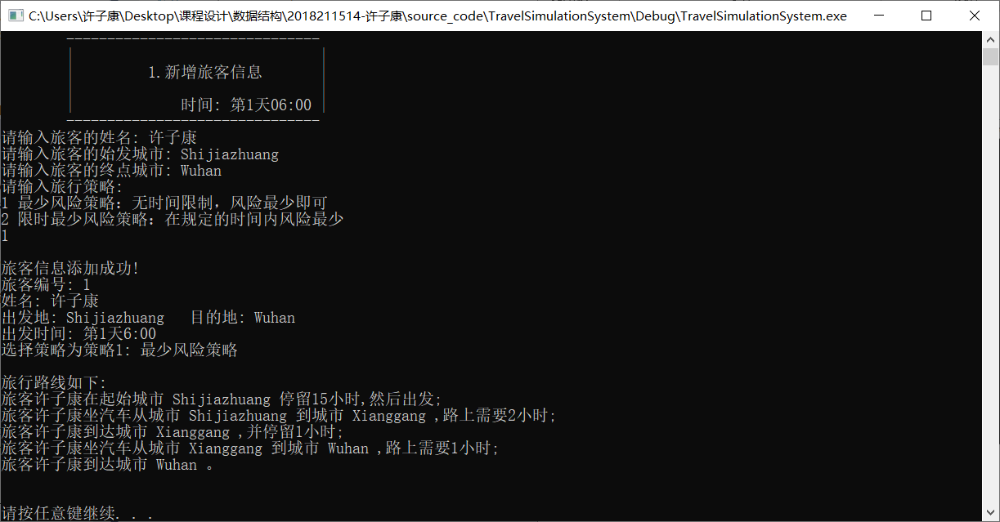 C:\Users\许子康\Desktop\课程设计\数据结构\2018211514-许子康\source_code\TravelSimulationSystem\Debug\TravelSimulationSystem.exe
1.新增旅客信息
时间: 第1天06:00
请输入旅客的姓名: 许子康
请输入旅客的始发城市: Shijiazhuang
请输入旅客的终点城市: Wuhan
请输入旅行策略:
1 最少风险策略：无时间限制，风险最少即可
2 限时最少风险策略：在规定的时间内风险最少
1
旅客信息添加成功!
旅客编号: 1
姓名: 许子康
出发地: Shijiazhuang   目的地: Wuhan
出发时间: 第1天6:00
选择策略为策略1: 最少风险策略
旅行路线如下:
旅客许子康在起始城市 Shijiazhuang 停留15小时,然后出发;
旅客许子康坐汽车从城市 Shijiazhuang 到城市 Xianggang ,路上需要2小时;
旅客许子康到达城市 Xianggang ,并停留1小时;
旅客许子康坐汽车从城市 Xianggang 到城市 Wuhan ,路上需要1小时;
旅客许子康到达城市 Wuhan 。
请按任意键继续. . .